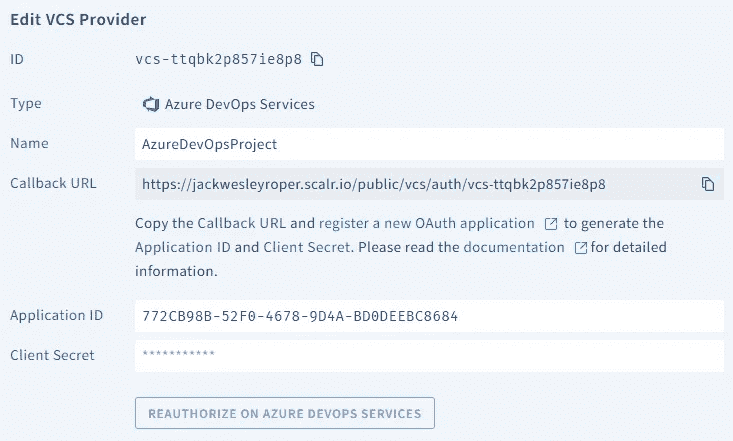 Edit VCS Provider
ID vcs-ttqbk2p857ie8p8
Type Azure DevOps Services
Name AzureDevOpsProject
Callback URL https://jackwesleyroper.scalr.io/public/vcs/auth/vcs-ttqbk2p857ie8p8
Copy the Callback URL and register a new OAuth application to generate the
Application ID and Client Secret. Please read the documentation for detailed
information.
Application ID 772CB98B-52F0-4678-9D4A-BD0DEEBC8684
Client Secret ***********
REAUTHORIZE ON AZURE DEVOPS SERVICES